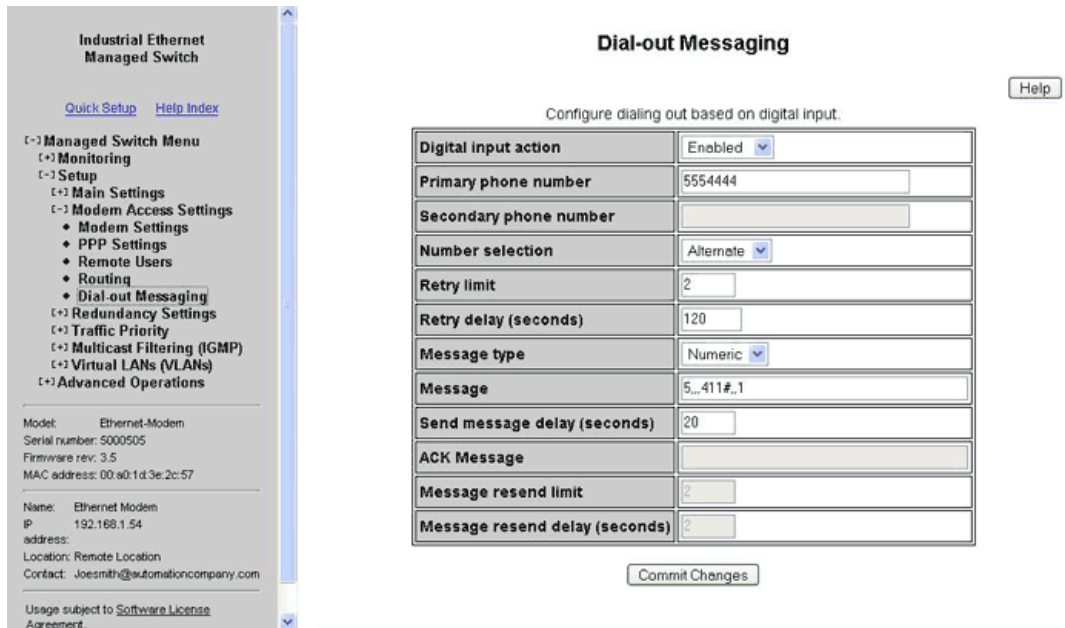 Industrial Ethernet
Managed Switch
Quick Setup Help Index
[-] Managed Switch Menu
[+] Monitoring
[-] Setup
[+] Main Settings
[-] Modem Access Settings
Modem Settings
PPP Settings
Remote Users
Routing
Dial-out Messaging
[+] Redundancy Settings
[+] Traffic Priority
[+] Multicast Filtering (IGMP)
[+] Virtual LANs (VLANs)
[+] Advanced Operations
Model: Ethernet-Modem
Serial number: 5000505
Firmware rev: 3.5
MAC address: 00:a0:1d:3e:2c:57
Name: Ethernet Modem
IP address: 192.168.1.54
Location: Remote Location
Contact: Joesmith@automationcompany.com
Usage subject to Software License
Agreement.
Dial-out Messaging
Help
Configure dialing out based on digital input.
Digital input action Enabled
Primary phone number 5554444
Secondary phone number
Number selection Alternate
Retry limit 2
Retry delay (seconds) 120
Message type Numeric
Message 5,,,411#,,1
Send message delay (seconds) 20
ACK Message
Message resend limit 2
Message resend delay (seconds) 2
Commit Changes